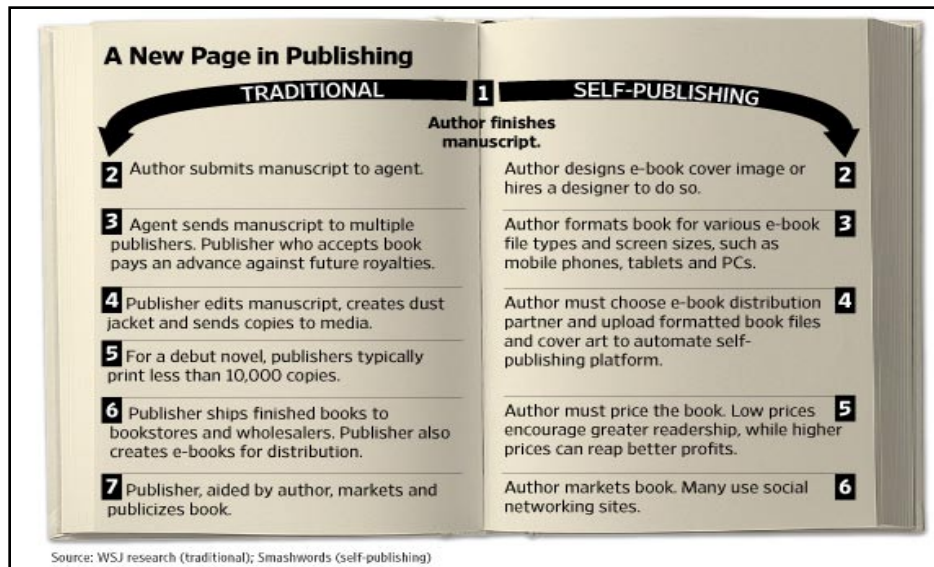 A New Page in Publishing
TRADITIONAL
1
SELF-PUBLISHING
Author finishes
manuscript.
2 Author submits manuscript to agent.
3 Agent sends manuscript to multiple
publishers. Publisher who accepts book
pays an advance against future royalties.
4 Publisher edits manuscript, creates dust
jacket and sends copies to media.
5 For a debut novel, publishers typically
print less than 10,000 copies.
6 Publisher ships finished books to
bookstores and wholesalers. Publisher also
creates e-books for distribution.
7 Publisher, aided by author, markets and
publicizes book.
Author designs e-book cover image or 2
hires a designer to do so.
Author formats book for various e-book 3
file types and screen sizes, such as
mobile phones, tablets and PCs.
Author must choose e-book distribution 4
partner and upload formatted book files
and cover art to automate self-
publishing platform.
Author must price the book. Low prices 5
encourage greater readership, while higher
prices can reap better profits.
Author markets book. Many use social 6
networking sites.
Source: WSJ research (traditional); Smashwords (self-publishing)